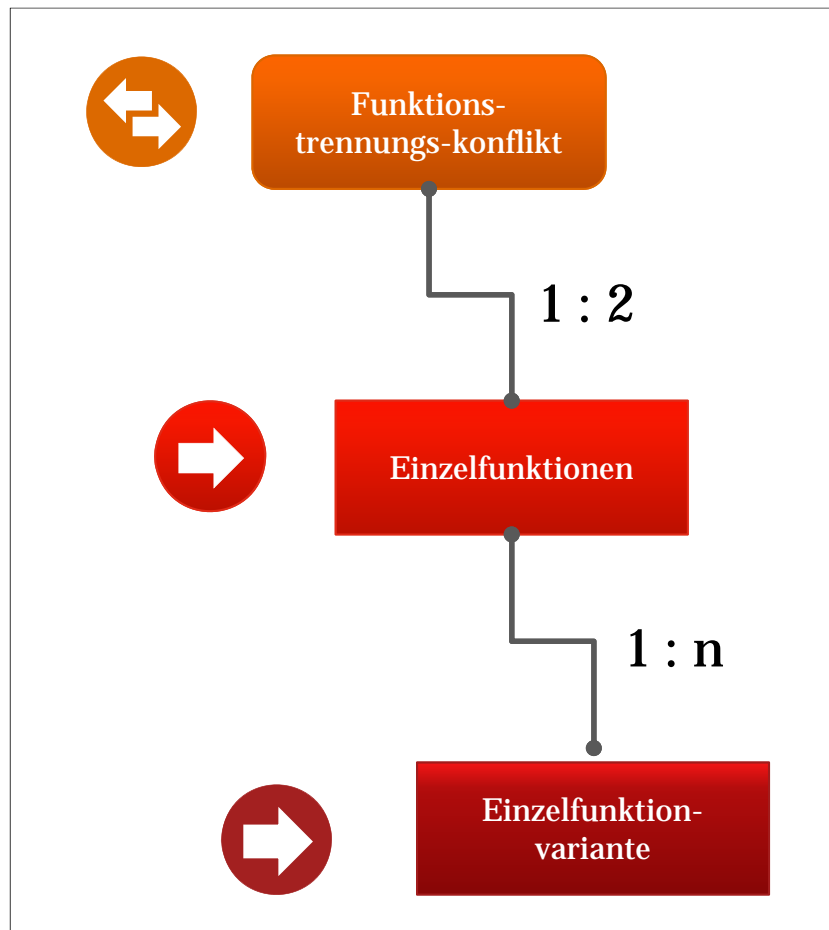 Funktions-
trennungs-konflikt
1 : 2
Einzelfunktionen
1 : n
Einzelfunktion-
variante